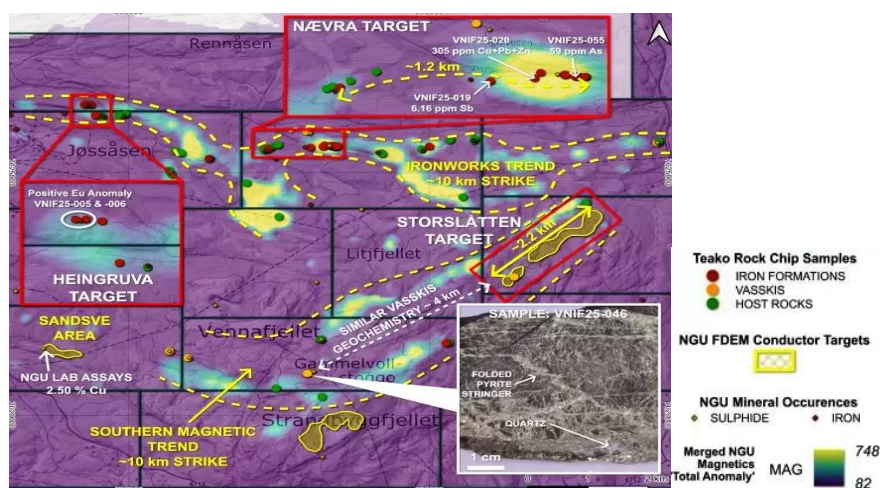 NÆVRA TARGET
Rennåsen
VNIF25-020
305 ppm Cu+Pb+Zn
VNIF25-055
59 ppm As
~1.2 km
VNIF25-019
6.16 ppm Sb
Jøssåsen
IRONWORKS TREND
~10 km STRIKE
Positive Eu Anomaly
VNIF25-005 & -006
HEINGRUVA
TARGET
STORSLÅTTEN
TARGET
~2.2 km
Litjfjellet
SIMILAR VASSKIS
GEOCHEMISTRY ~ 4 km
SANDSVE
AREA
NGU LAB ASSAYS
2.50 % Cu
Vennafjellet
SOUTHERN MAGNETIC
TREND
~10 km STRIKE
SAMPLE: VNIF25-046
FOLDED
PYRITE
STRINGER
QUARTZ
1 cm
0 1 2 km
Teako Rock Chip Samples
IRON FORMATIONS
VASSKIS
HOST ROCKS
NGU FDEM Conductor Targets
NGU Mineral Occurences
SULPHIDE
IRON
Merged NGU
Magnetics
'Total Anomaly'
MAG
748
82